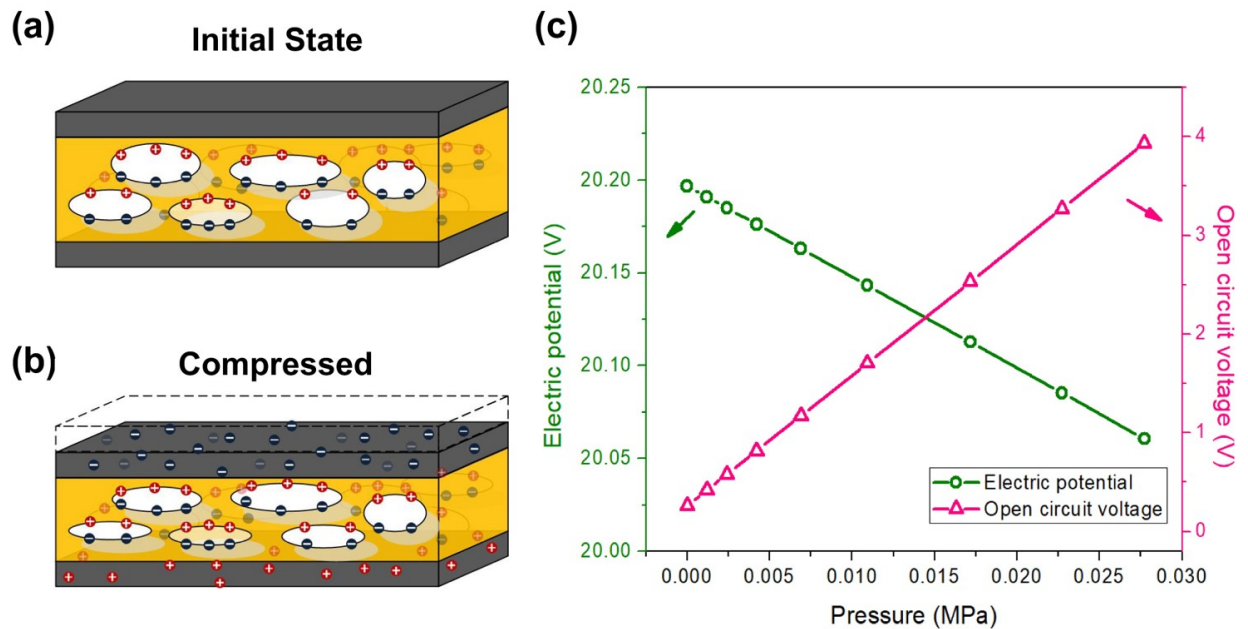 (a)
Initial State
(b)
Compressed
(c)
Electric potential (V)
20.25
20.20
20.15
20.10
20.05
20.00
4
3
2
1
0
Open circuit voltage (V)
Electric potential
Open circuit voltage
0.000 0.005 0.010 0.015 0.020 0.025 0.030
Pressure (MPa)